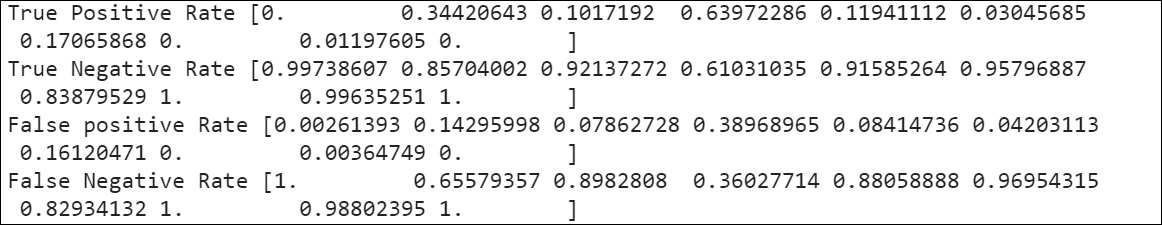 True Positive Rate [0.         0.34420643 0.1017192  0.63972286 0.11941112 0.03045685
 0.17065868 0.         0.01197605 0.        ]
True Negative Rate [0.99738607 0.85704002 0.92137272 0.61031035 0.91585264 0.95796887
 0.83879529 1.         0.99635251 1.        ]
False positive Rate [0.00261393 0.14295998 0.07862728 0.38968965 0.08414736 0.04203113
 0.16120471 0.         0.00364749 0.        ]
False Negative Rate [1.         0.65579357 0.8982808  0.36027714 0.88058888 0.96954315
 0.82934132 1.         0.98802395 1.        ]